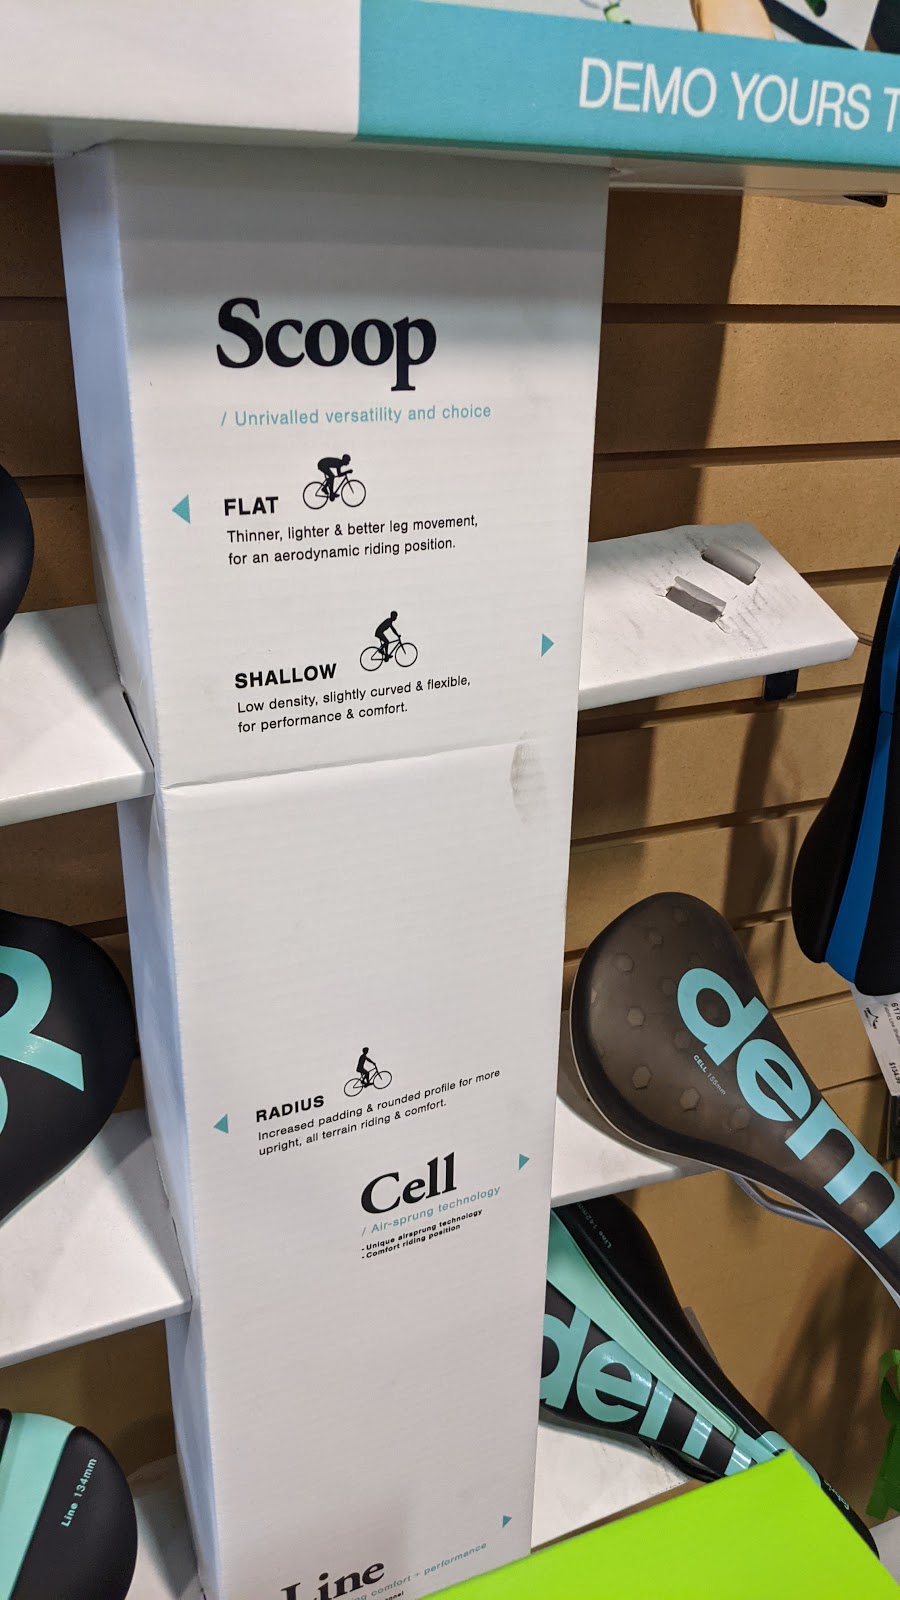 DEMO YOURS T
Scoop
/ Unrivalled versatility and choice
FLAT
Thinner, lighter & better leg movement,
for an aerodynamic riding position.
SHALLOW
Low density, slightly curved & flexible,
for performance & comfort.
RADIUS
Increased padding & rounded profile for more
upright, all terrain riding & comfort.
Cell
/ Air-sprung technology
- Unique airsprung technology
- Comfort riding position
dem
CELL 155mm
Line 142mm
dem
Line 134mm
Line
comfort + performance